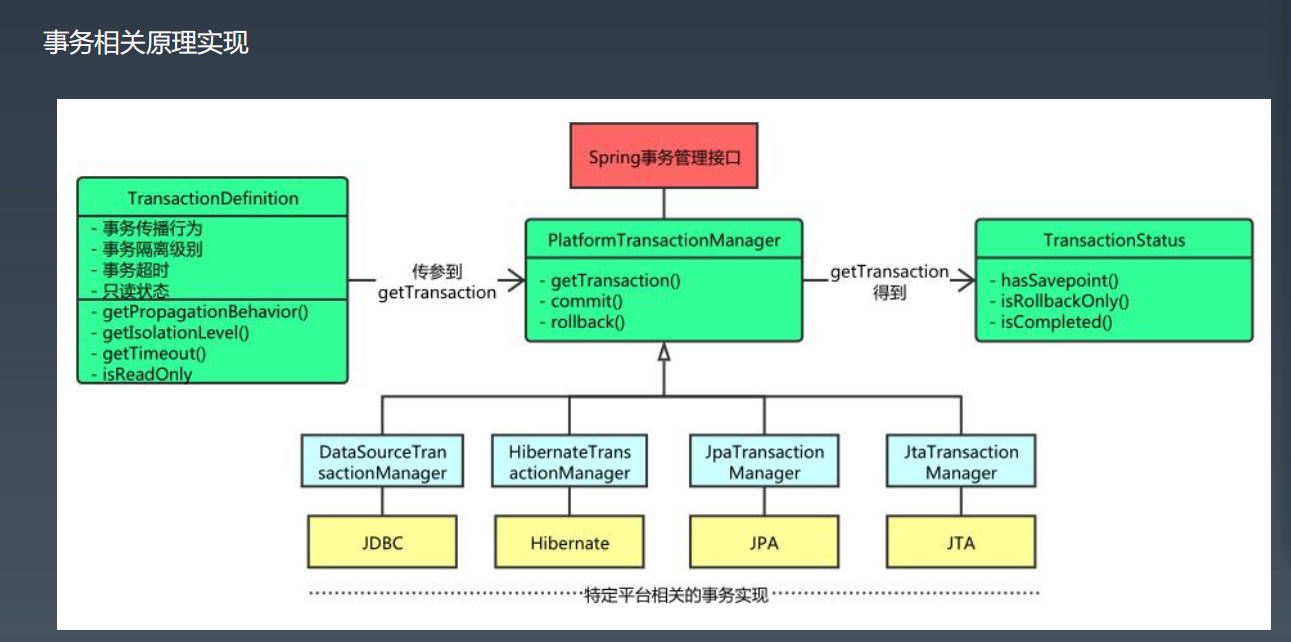 事务相关原理实现
Spring事务管理接口
TransactionDefinition
- 事务传播行为
- 事务隔离级别
- 事务超时
- 只读状态
- getPropagationBehavior()
- getIsolationLevel()
- getTimeout()
- isReadOnly
传参到
getTransaction
PlatformTransactionManager
- getTransaction()
- commit()
- rollback()
getTransaction
得到
TransactionStatus
- hasSavepoint()
- isRollbackOnly()
- isCompleted()
DataSourceTran
sactionManager
HibernateTrans
actionManager
JpaTransaction
Manager
JtaTransaction
Manager
JDBC
Hibernate
JPA
JTA
特定平台相关的事务实现